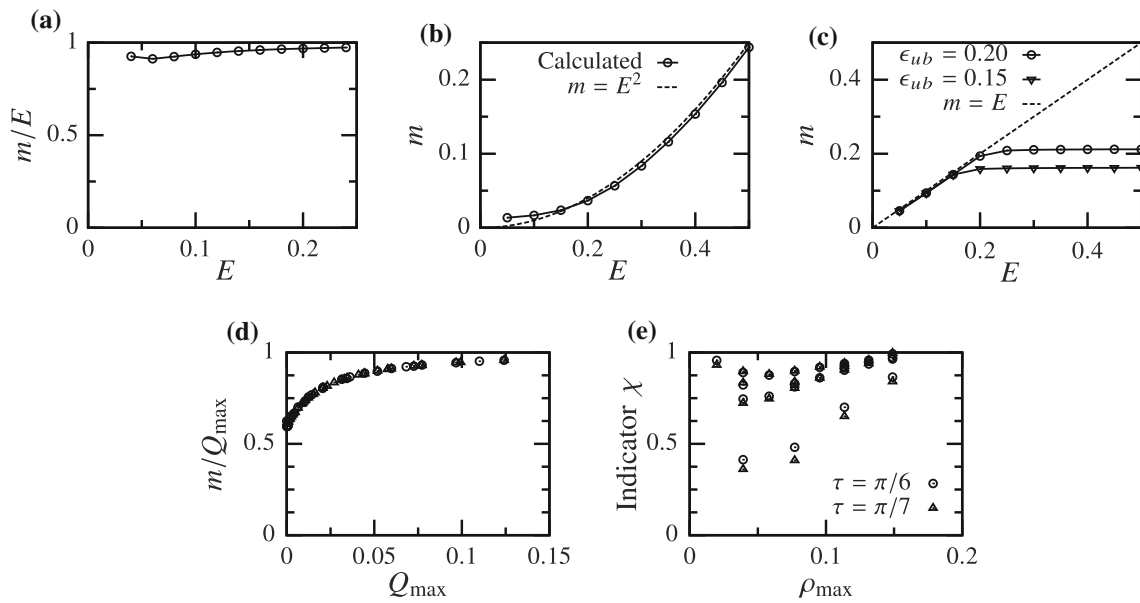 (a)
1
0.5
0
m/E
0
0.1
0.2
E
(b)
0.2
0.1
0
m
Calculated
m = E²
0
0.2
0.4
E
(c)
0.4
0.2
0
m
ϵub = 0.20
ϵub = 0.15
m = E
0
0.2
0.4
E
(d)
1
0.5
0
m/Qmax
0
0.05
0.1
0.15
Qmax
(e)
1
0.5
0
Indicator χ
τ = π/6
τ = π/7
0
0.1
0.2
ρmax